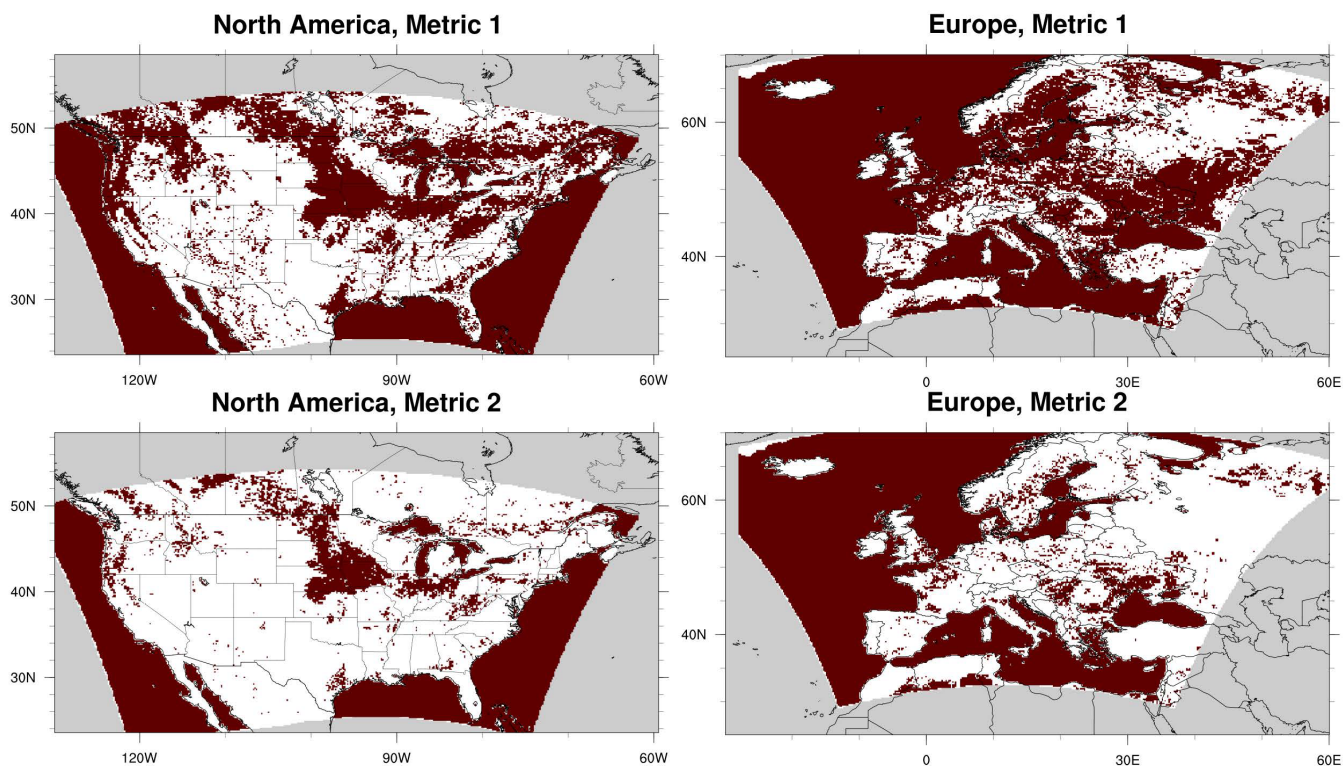 North America, Metric 1
50N
40N
30N
120W
90W
60W
Europe, Metric 1
60N
40N
0
30E
60E
North America, Metric 2
50N
40N
30N
120W
90W
60W
Europe, Metric 2
60N
40N
0
30E
60E